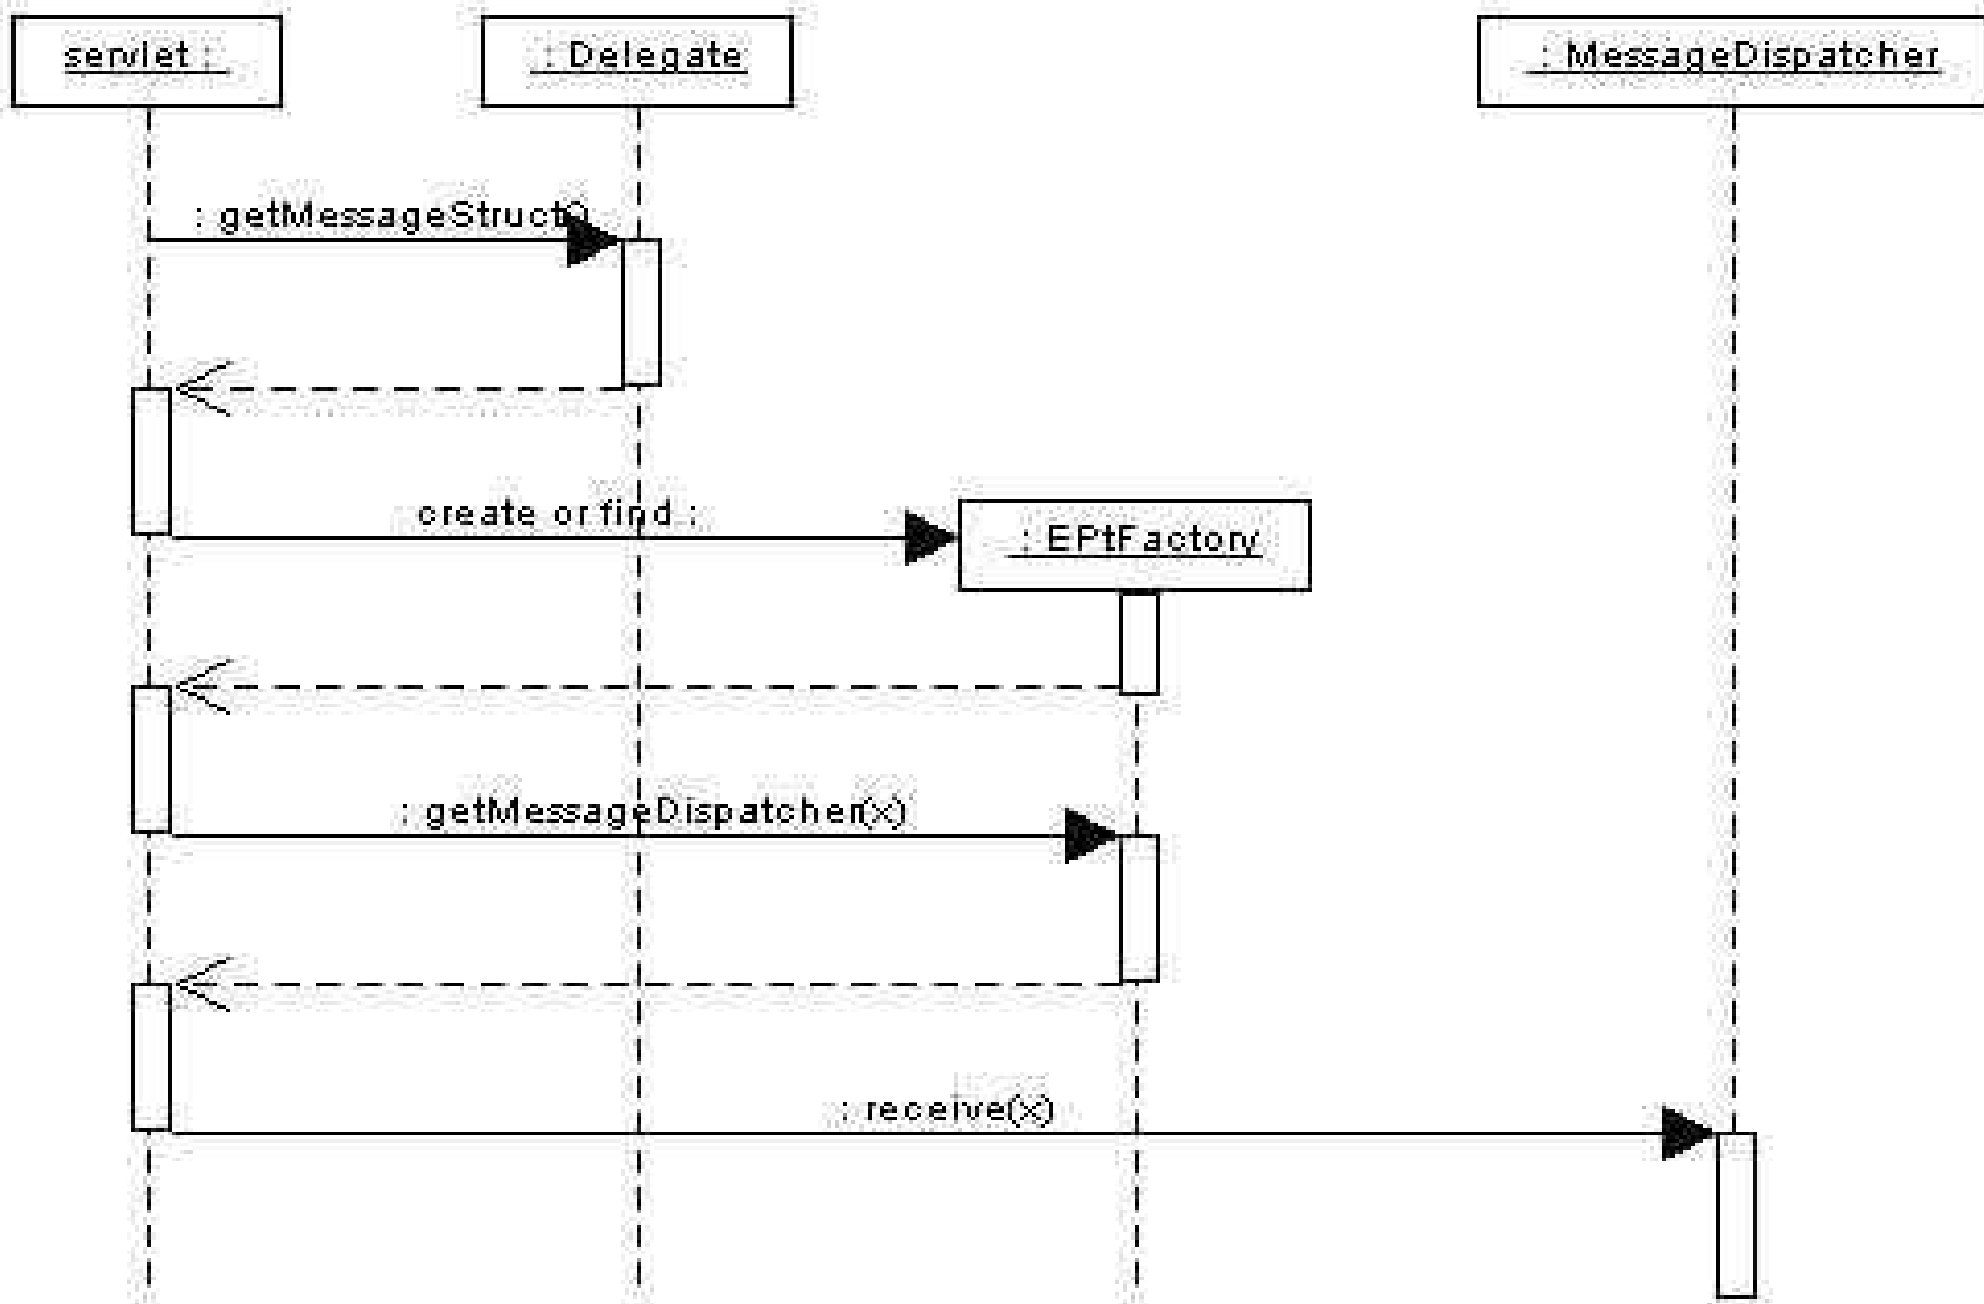 servlet :
: Delegate
: MessageDispatcher
: getMessageStruct()
create or find :
: EPtFactory
: getMessageDispatcher(x)
: receive(x)